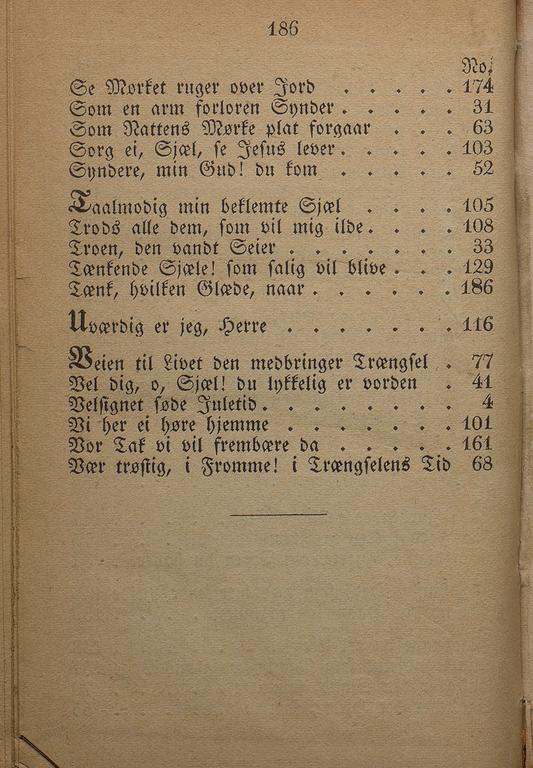 186
No.
Se Mørket ruger over Jord . . . . . 174
Som en arm forloren Synder . . . . . 31
Som Nattens Mørke plat forgaar . . . 63
Sorg ei, Sjæl, se Jesus lever . . . . . 103
Syndere, min Gud! du kom . . . . . 52
Taalmodig min beklemte Sjæl . . . . 105
Trods alle dem, som vil mig ilde . . . . 108
Troen, den vandt Seier . . . . . . . 33
Tænkende Sjæle! som salig vil blive . . . 129
Tænk, hvilken Glæde, naar . . . . . . 186
Uværdig er jeg, Herre . . . . . . . 116
Veien til Livet den medbringer Trængsel . 77
Vel dig, o, Sjæl! du lykkelig er vorden . 41
Velsignet søde Juletid . . . . . . . . 4
Vi her ei høre hjemme . . . . . . . 101
Vor Tak vi vil frembære da . . . . . 161
Vær trøstig, i Fromme! i Trængselens Tid 68